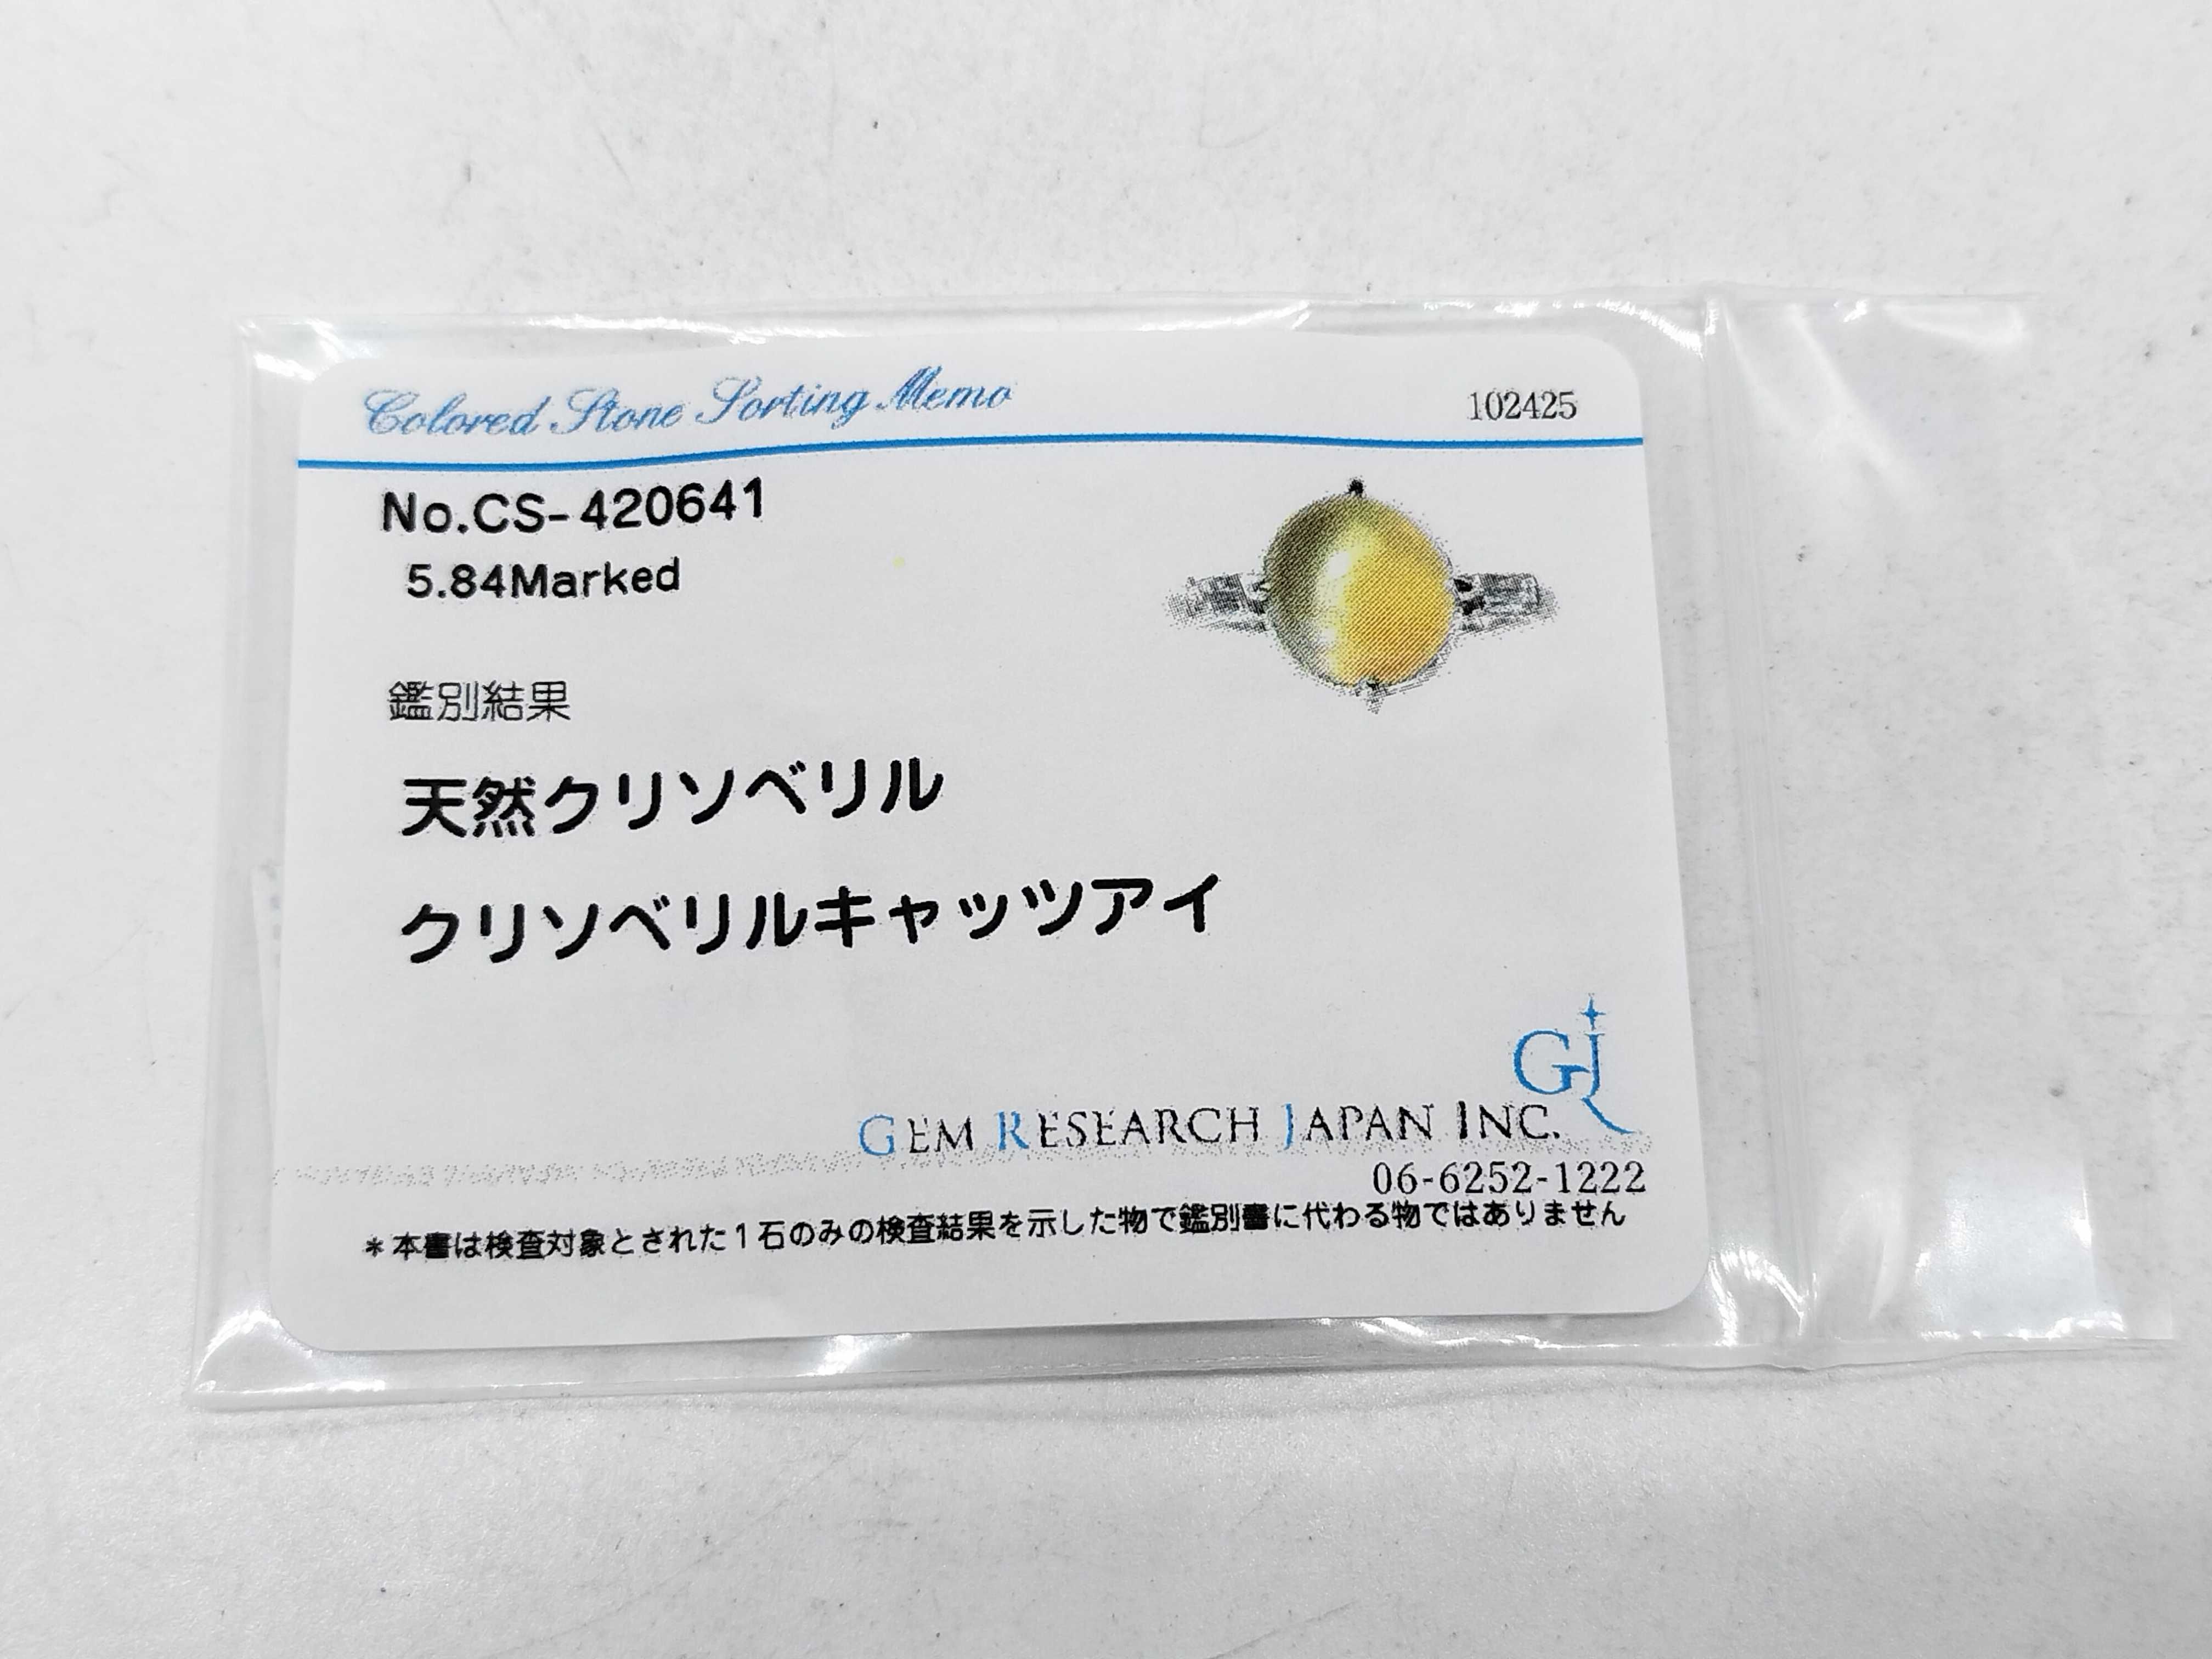 Colored Stone Sorting Memo
102425
No.CS-420641
5.84Marked
鑑別結果
天然クリソベリル
クリソベリルキャッツアイ
GJR
GEM RESEARCH JAPAN INC.
06-6252-1222
*本書は検査対象とされた1石のみの検査結果を示した物で鑑別書に代わる物ではありません